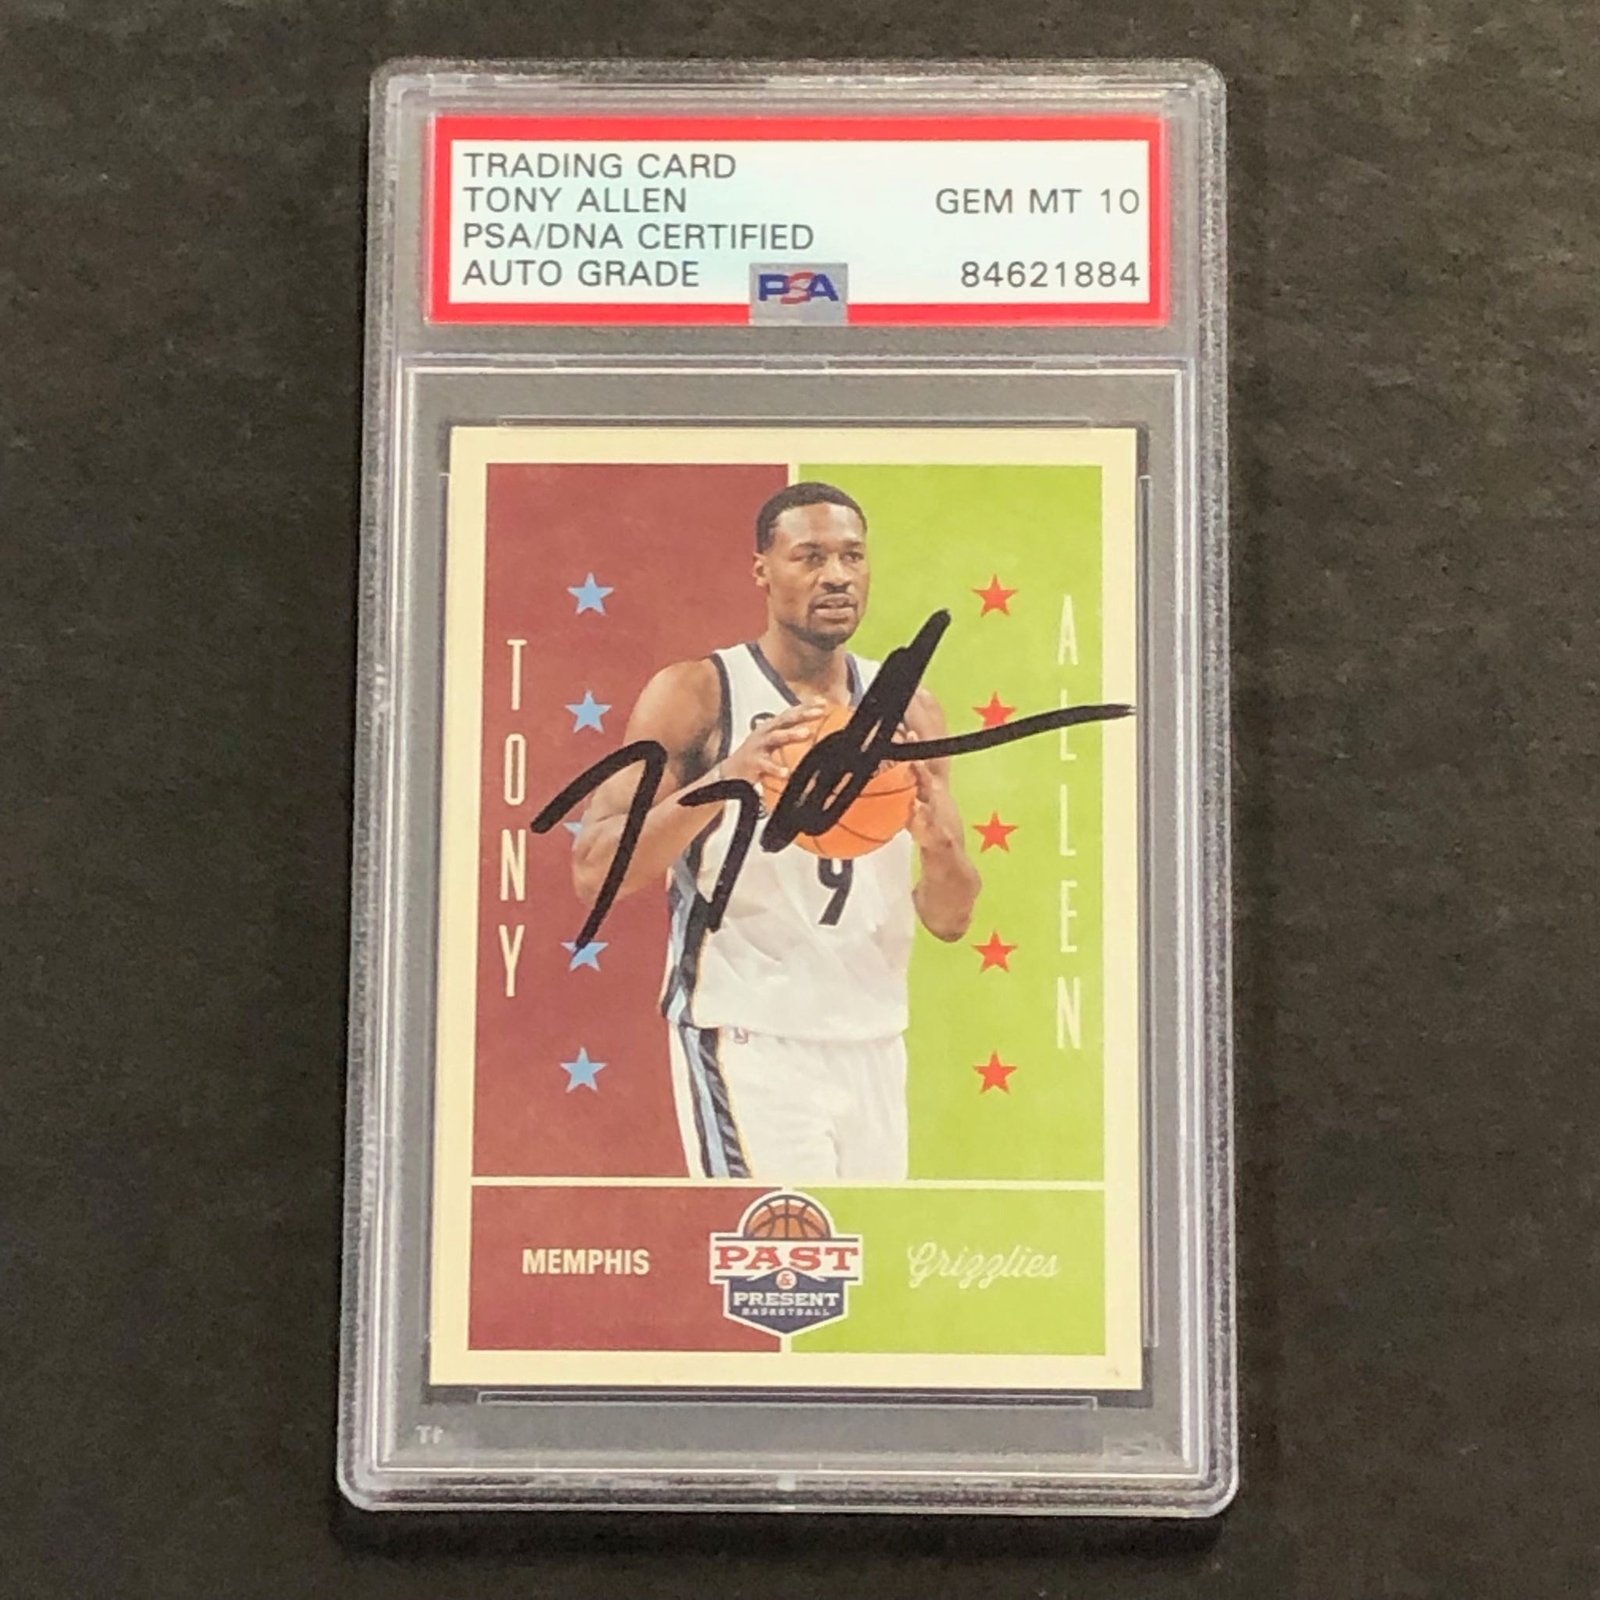 TRADING CARD
TONY ALLEN GEM MT 10
PSA/DNA CERTIFIED
AUTO GRADE PSA 84621884
TONY
ALLEN
9
MEMPHIS
PAST
&
PRESENT
BASKETBALL
Grizzlies